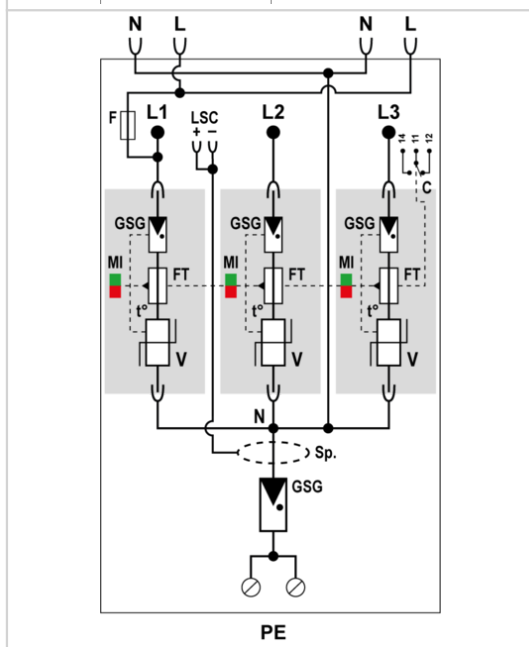 N L N L
F L1 LSC L2 L3
+ −
14 11 12
C
GSG GSG GSG
MI FT MI FT MI FT
t° t° t°
V V V
N
Sp.
GSG
PE